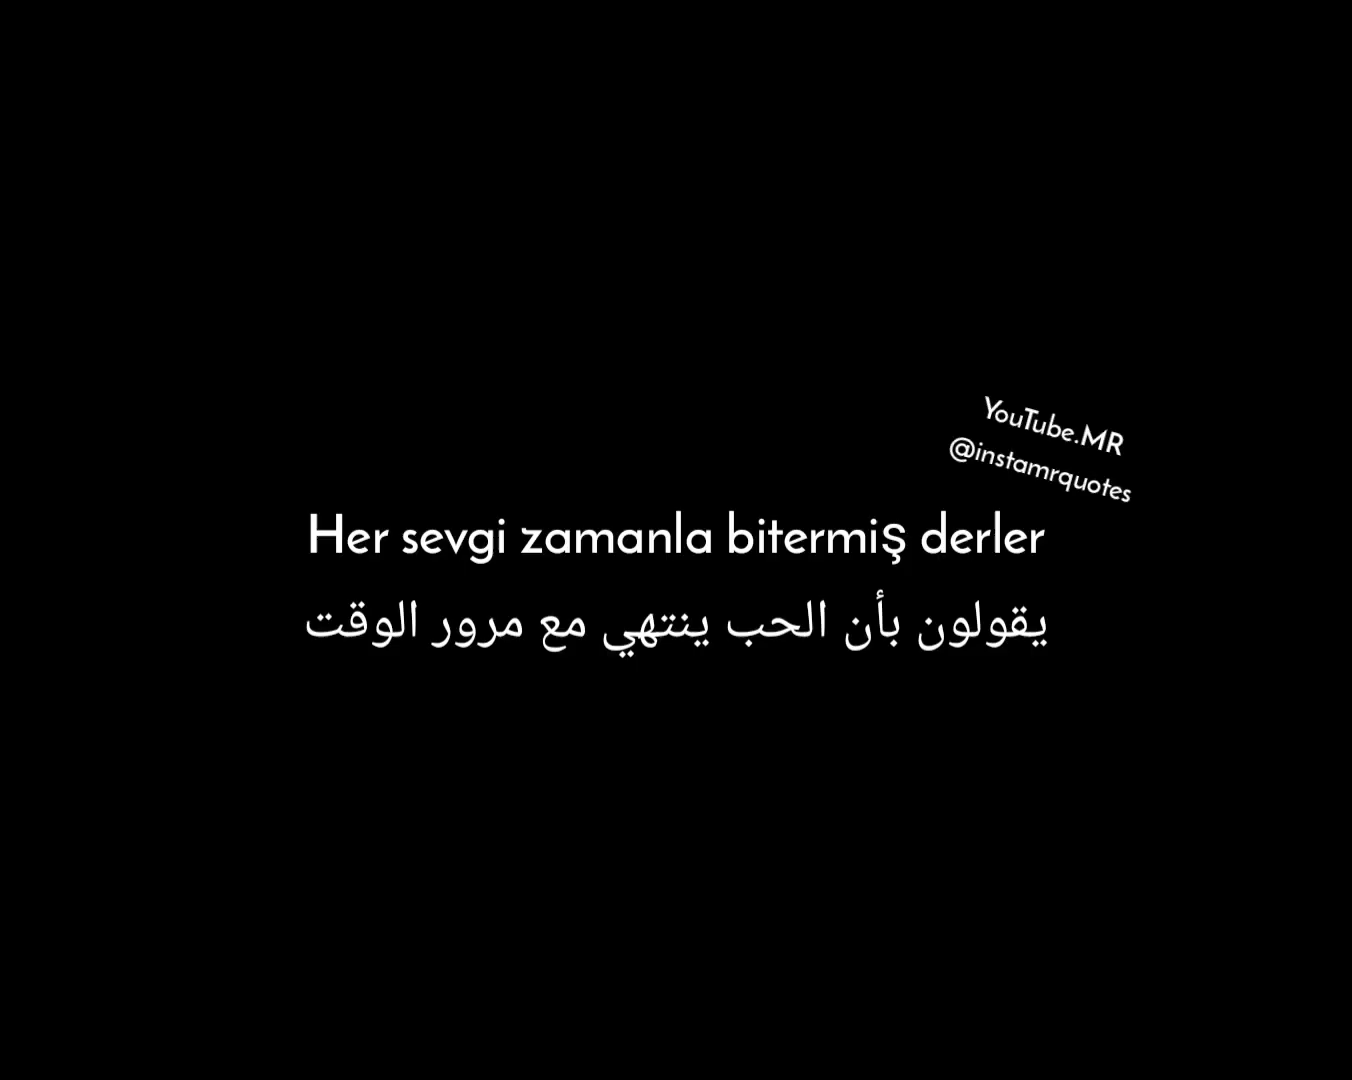 YouTube.MR
@instamrquotes
Her sevgi zamanla bitermiş derler
يقولون بأن الحب ينتهي مع مرور الوقت